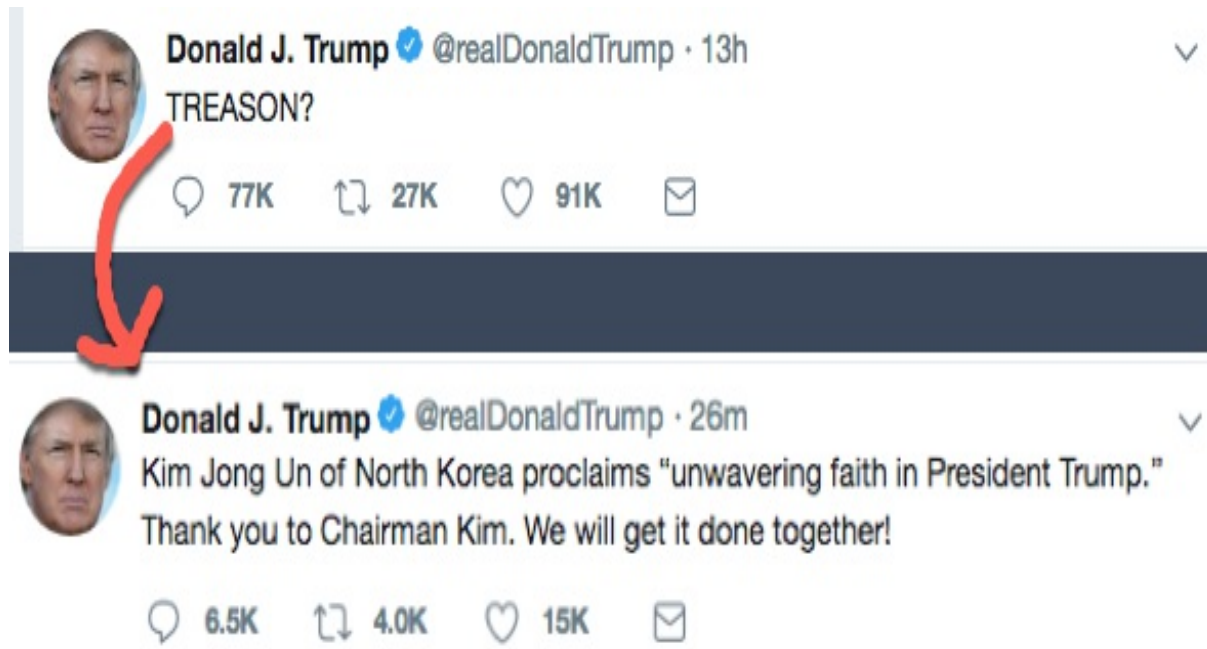 Donald J. Trump @realDonaldTrump · 13h
TREASON?
77K 27K 91K
Donald J. Trump @realDonaldTrump · 26m
Kim Jong Un of North Korea proclaims “unwavering faith in President Trump.”
Thank you to Chairman Kim. We will get it done together!
6.5K 4.0K 15K